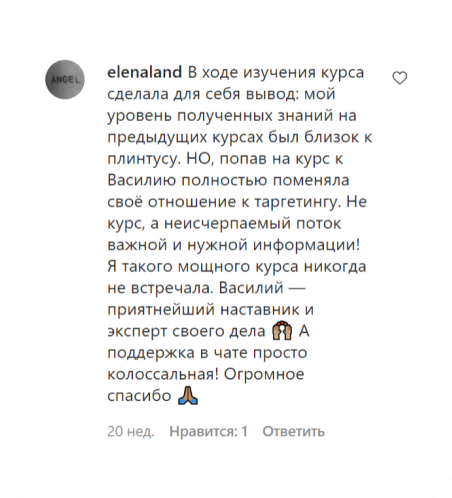 ANGEL
elenaland В ходе изучения курса
сделала для себя вывод: мой
уровень полученных знаний на
предыдущих курсах был близок к
плинтусу. НО, попав на курс к
Василию полностью поменяла
своё отношение к таргетингу. Не
курс, а неисчерпаемый поток
важной и нужной информации!
Я такого мощного курса никогда
не встречала. Василий —
приятнейший наставник и
эксперт своего дела 🙌🏽 А
поддержка в чате просто
колоссальная! Огромное
спасибо 🙏🏽
20 нед. Нравится: 1 Ответить